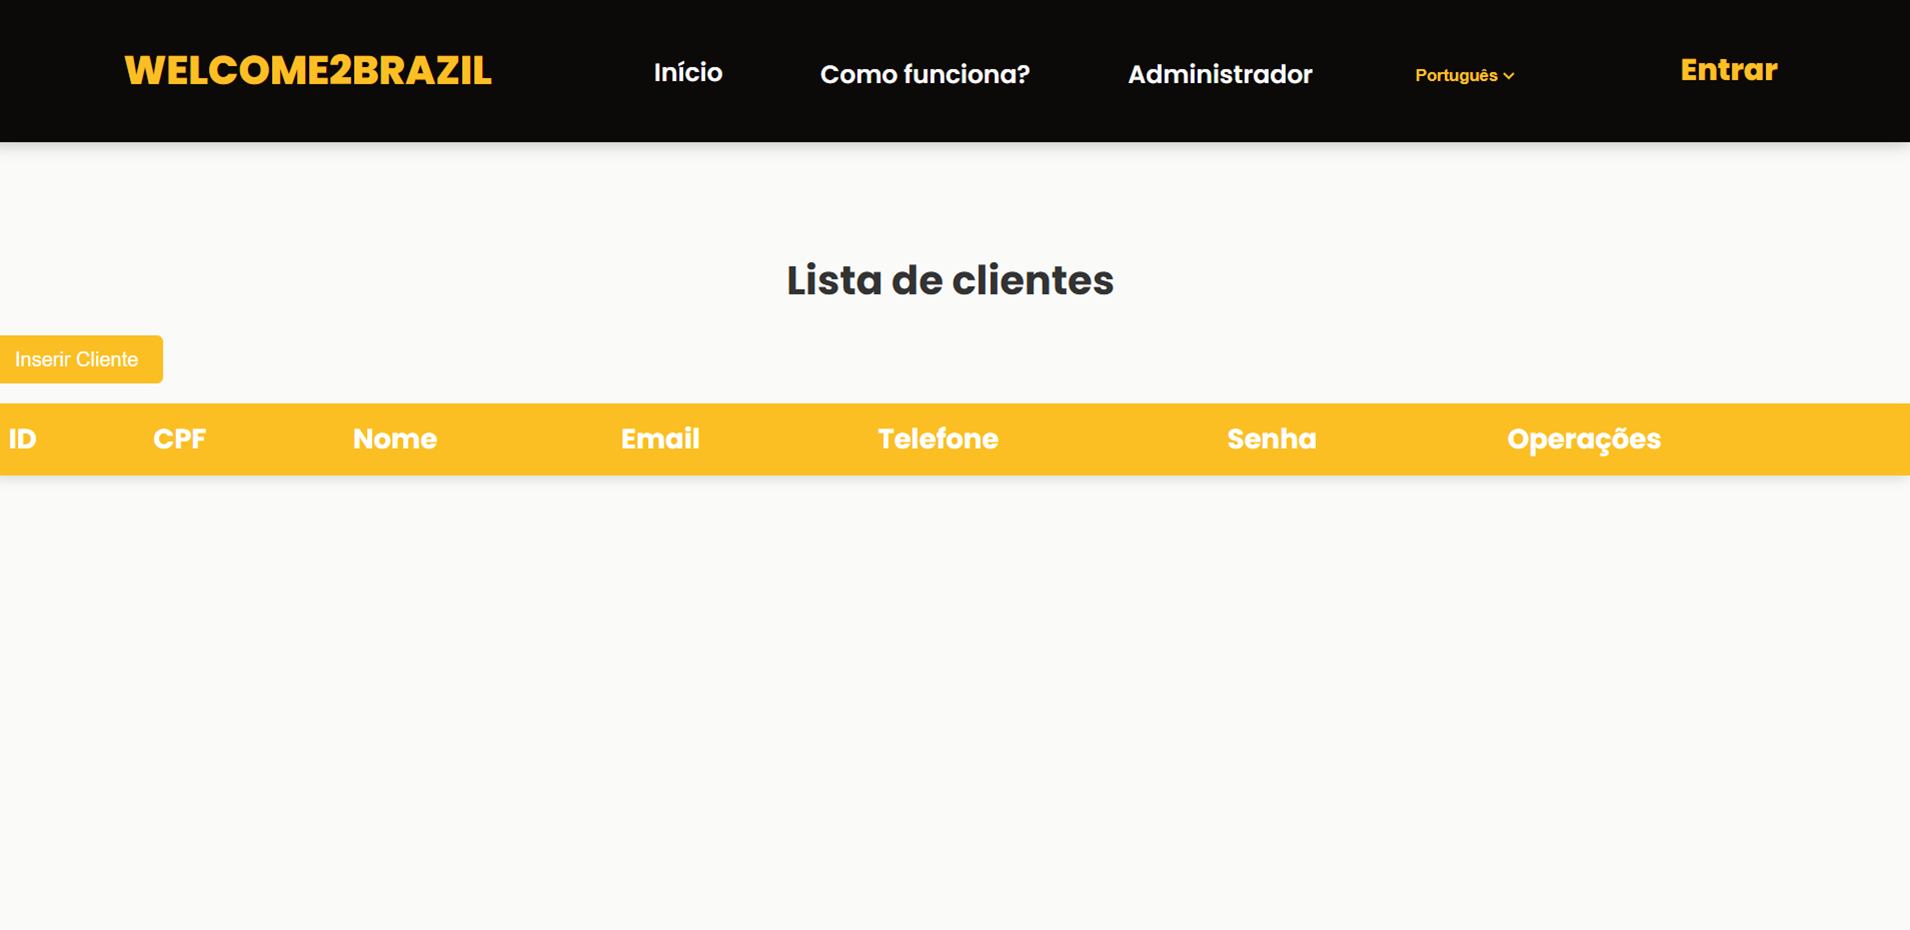 WELCOME2BRAZIL Início Como funciona? Administrador Português Entrar
Lista de clientes
Inserir Cliente
ID CPF Nome Email Telefone Senha Operações